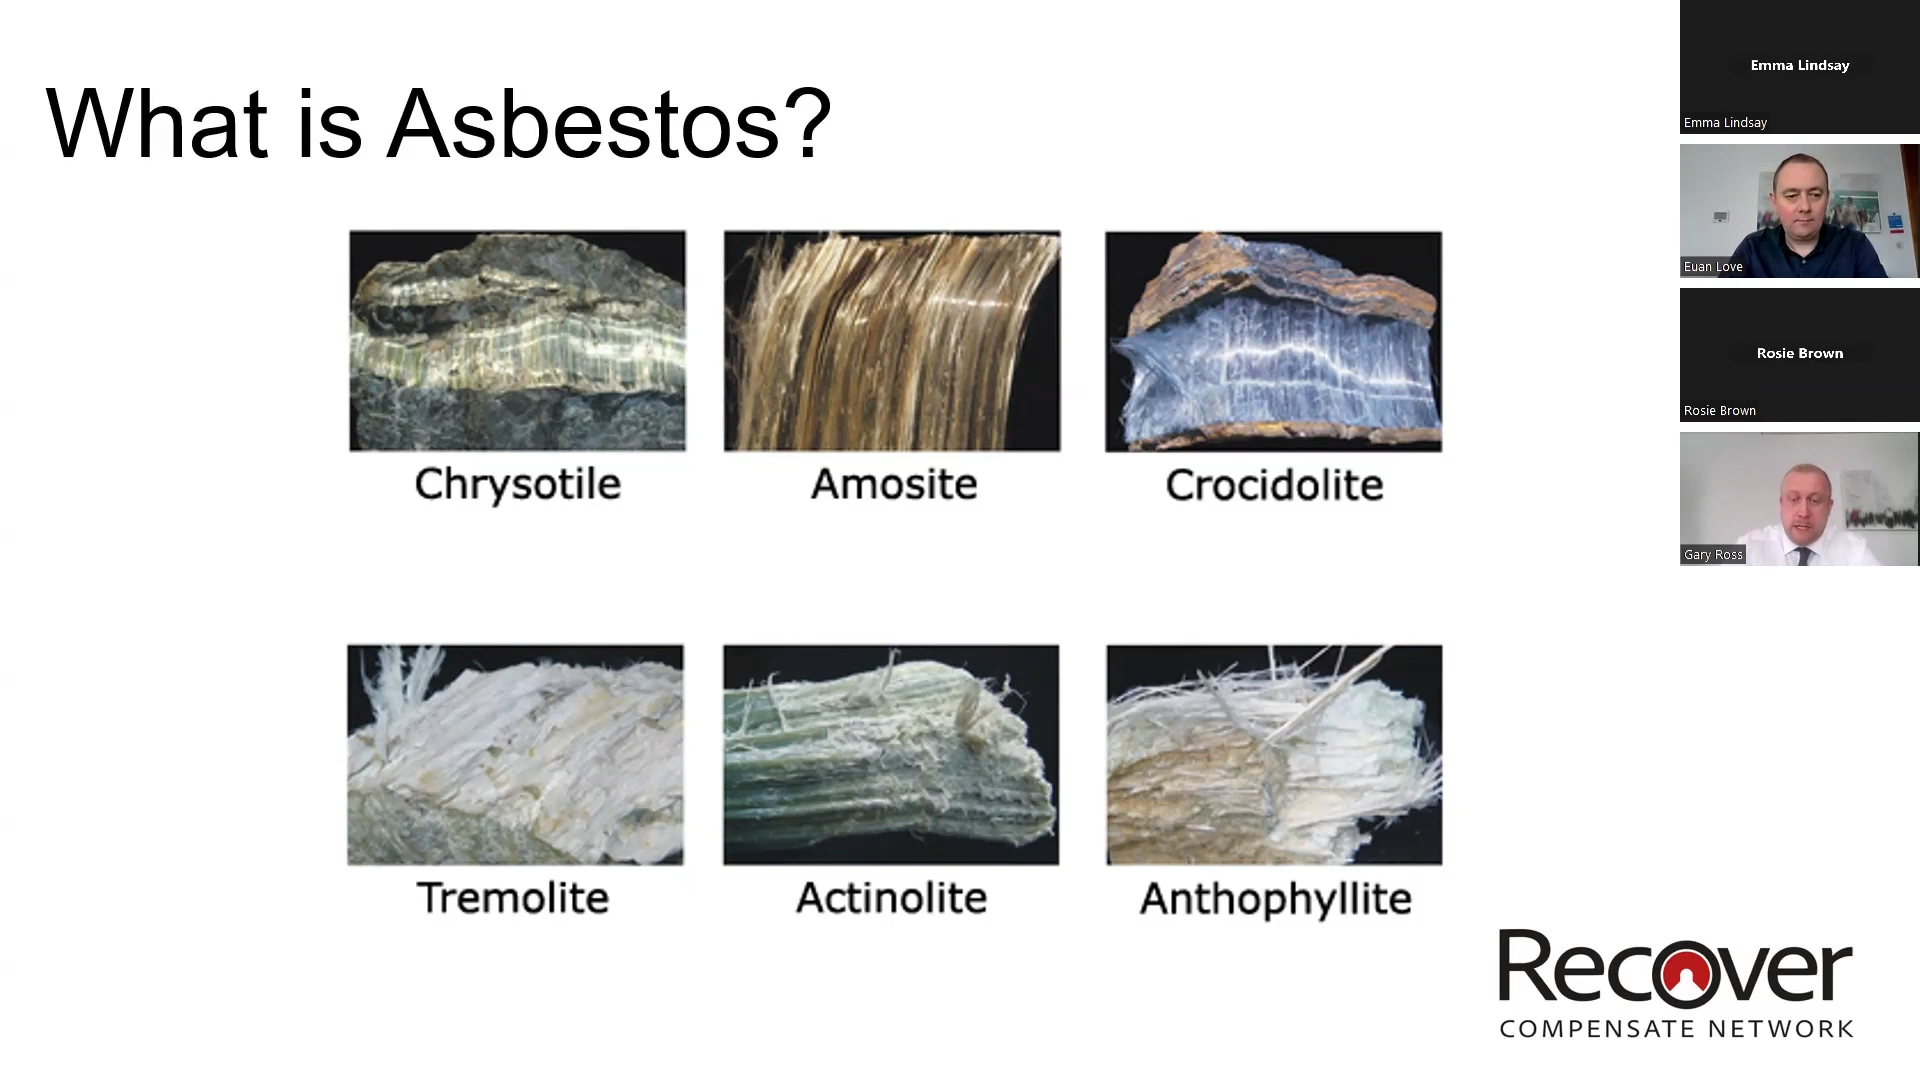 What is Asbestos?
Chrysotile
Amosite
Crocidolite
Tremolite
Actinolite
Anthophyllite
Recover
COMPENSATE NETWORK
Emma Lindsay
Emma Lindsay
Euan Love
Rosie Brown
Rosie Brown
Gary Ross